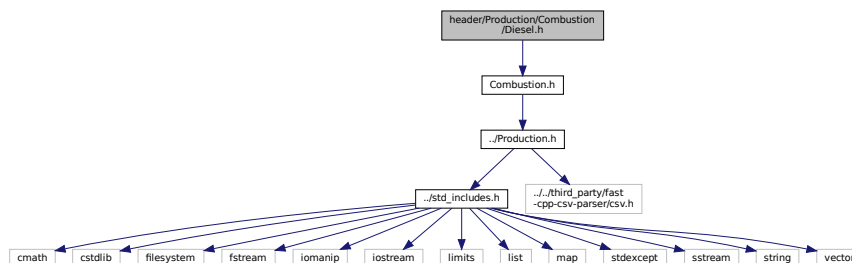 header/Production/Combustion
/Diesel.h
Combustion.h
../Production.h
../std_includes.h
../../third_party/fast
-cpp-csv-parser/csv.h
cmath
cstdlib
filesystem
fstream
iomanip
iostream
limits
list
map
stdexcept
sstream
string
vector